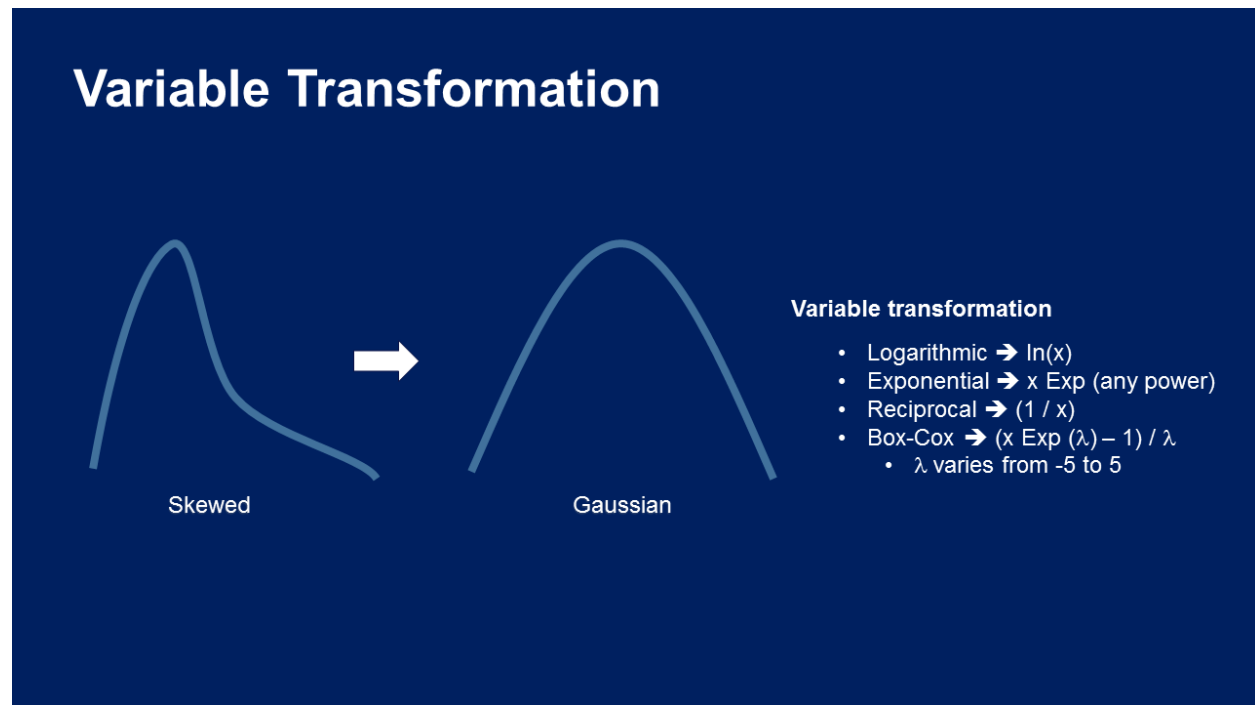 Variable Transformation
Variable transformation
• Logarithmic ➔ ln(x)
• Exponential ➔ x Exp (any power)
• Reciprocal ➔ (1 / x)
• Box-Cox ➔ (x Exp (λ) – 1) / λ
• λ varies from -5 to 5
Skewed
Gaussian